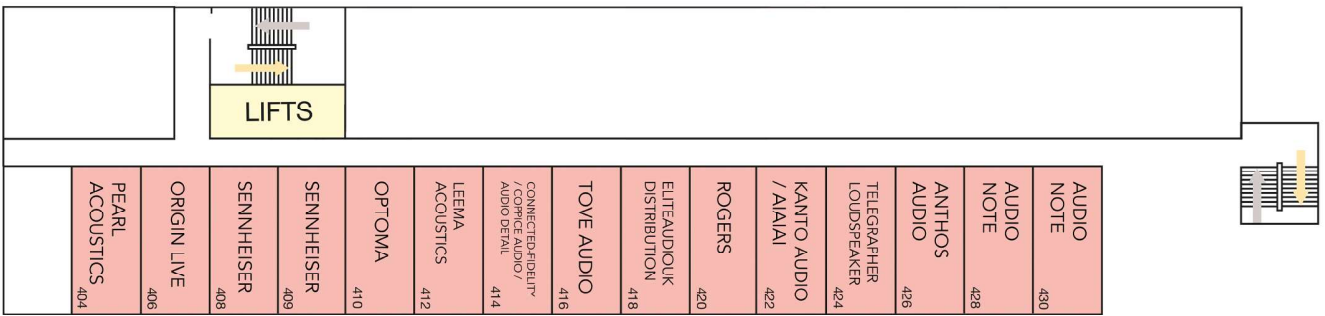 LIFTS
PEARL
ACOUSTICS
404
ORIGIN LIVE
406
SENNHEISER
408
SENNHEISER
409
OPTOMA
410
LEEMA
ACOUSTICS
412
CONNECTED-FIDELITY
/ COPPICE AUDIO /
AUDIO DETAIL
414
TOVE AUDIO
416
ELITEAUDIOUK
DISTRIBUTION
418
ROGERS
420
KANTO AUDIO
/ AIAIAI
422
TELEGRAFHER
LOUDSPEAKER
424
ANTHOS
AUDIO
426
AUDIO
NOTE
428
AUDIO
NOTE
430